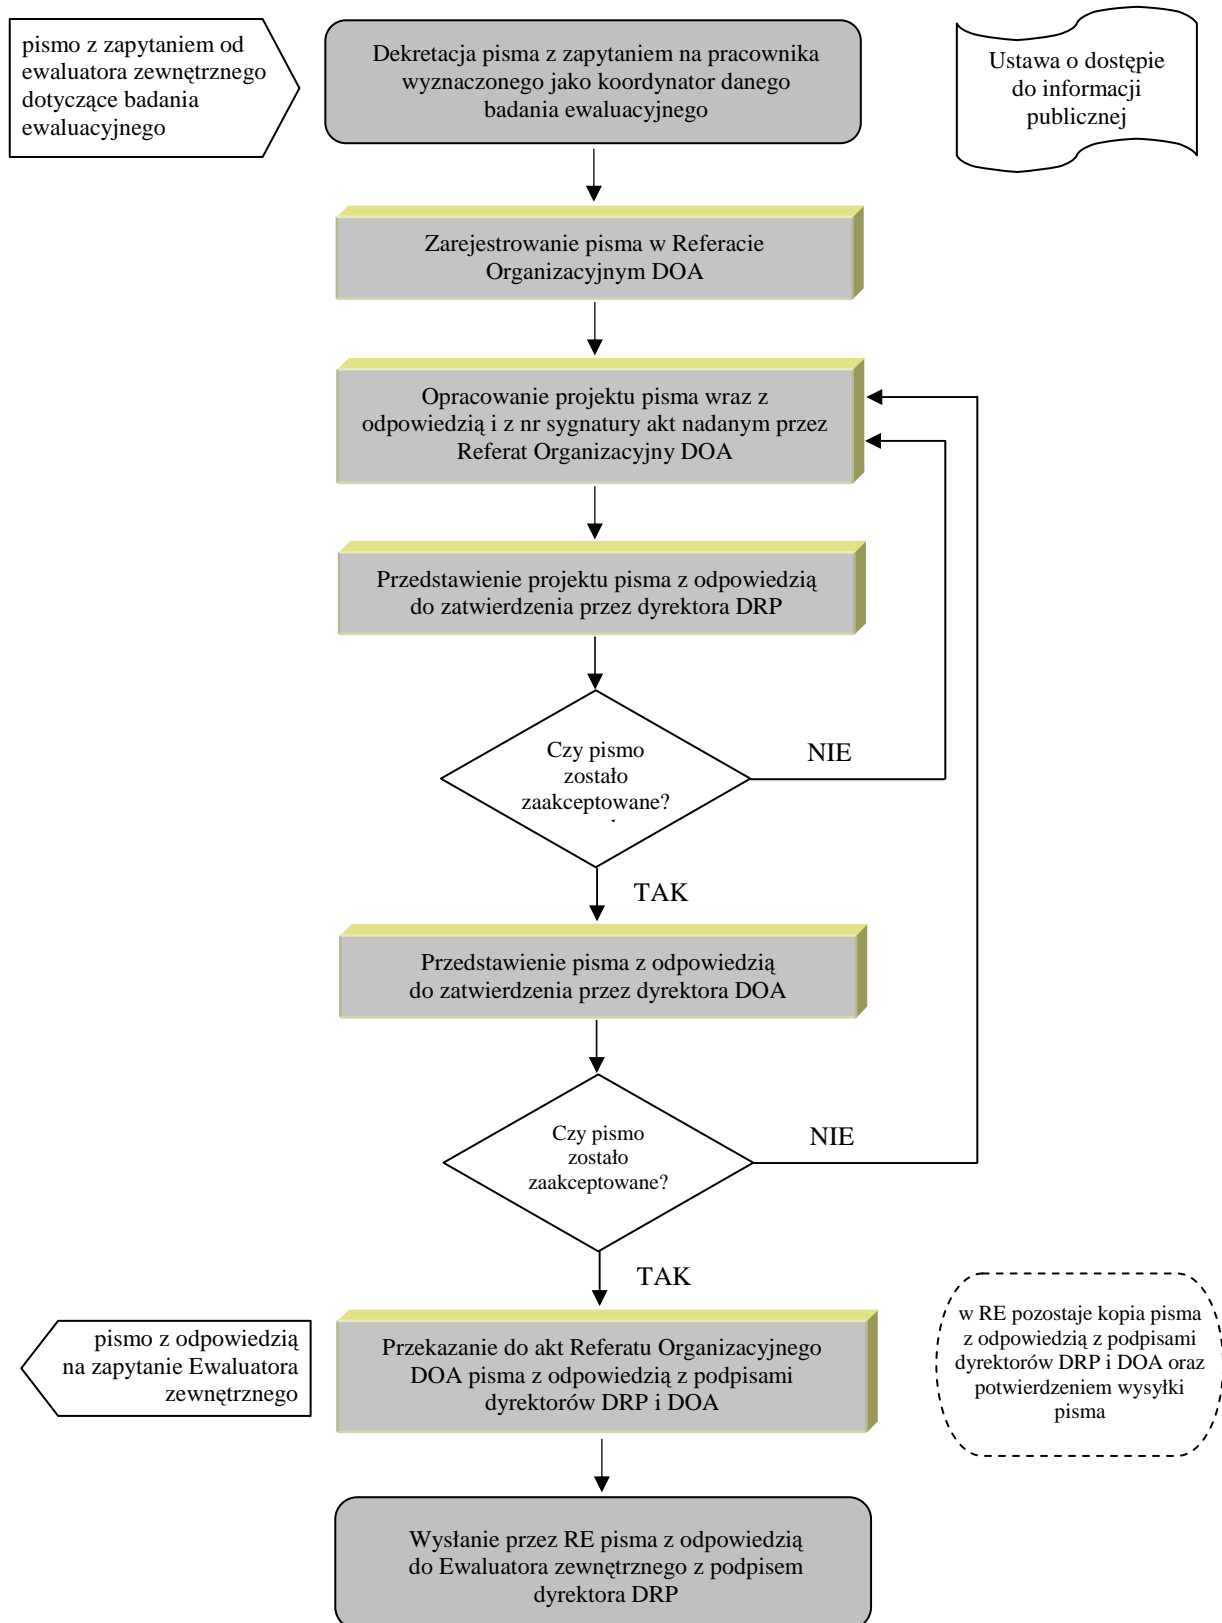 pismo z zapytaniem od
ewaluatora zewnętrznego
dotyczące badania
ewaluacyjnego
Dekretacja pisma z zapytaniem na pracownika
wyznaczonego jako koordynator danego
badania ewaluacyjnego
Ustawa o dostępie
do informacji
publicznej
Zarejestrowanie pisma w Referacie
Organizacyjnym DOA
Opracowanie projektu pisma wraz z
odpowiedzią i z nr sygnatury akt nadanym przez
Referat Organizacyjny DOA
Przedstawienie projektu pisma z odpowiedzią
do zatwierdzenia przez dyrektora DRP
Czy pismo
zostało
zaakceptowane?
NIE
TAK
Przedstawienie pisma z odpowiedzią
do zatwierdzenia przez dyrektora DOA
Czy pismo
zostało
zaakceptowane?
NIE
TAK
pismo z odpowiedzią
na zapytanie Ewaluatora
zewnętrznego
Przekazanie do akt Referatu Organizacyjnego
DOA pisma z odpowiedzią z podpisami
dyrektorów DRP i DOA
w RE pozostaje kopia pisma
z odpowiedzią z podpisami
dyrektorów DRP i DOA oraz
potwierdzeniem wysyłki
pisma
Wysłanie przez RE pisma z odpowiedzią
do Ewaluatora zewnętrznego z podpisem
dyrektora DRP